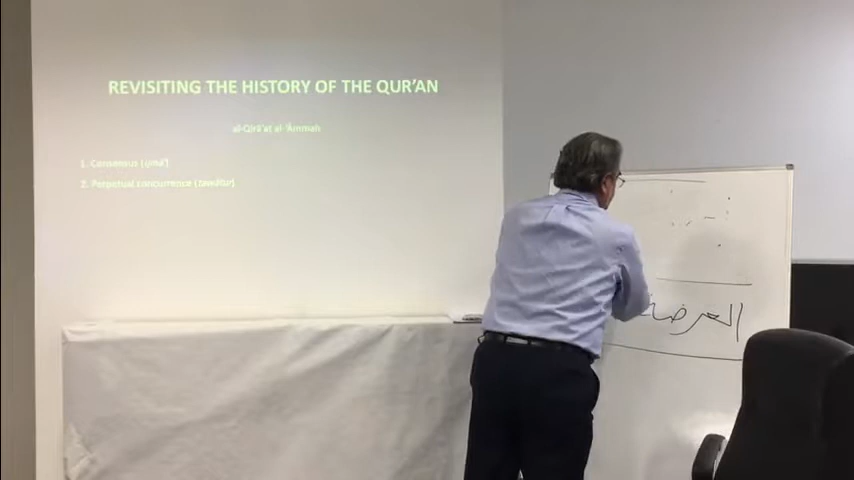 REVISITING THE HISTORY OF THE QUR'AN
al-Qirā'at al-'Āmmah
1. Consensus (ijmā')
2. Perpetual concurrence (tawātur)
العرضة